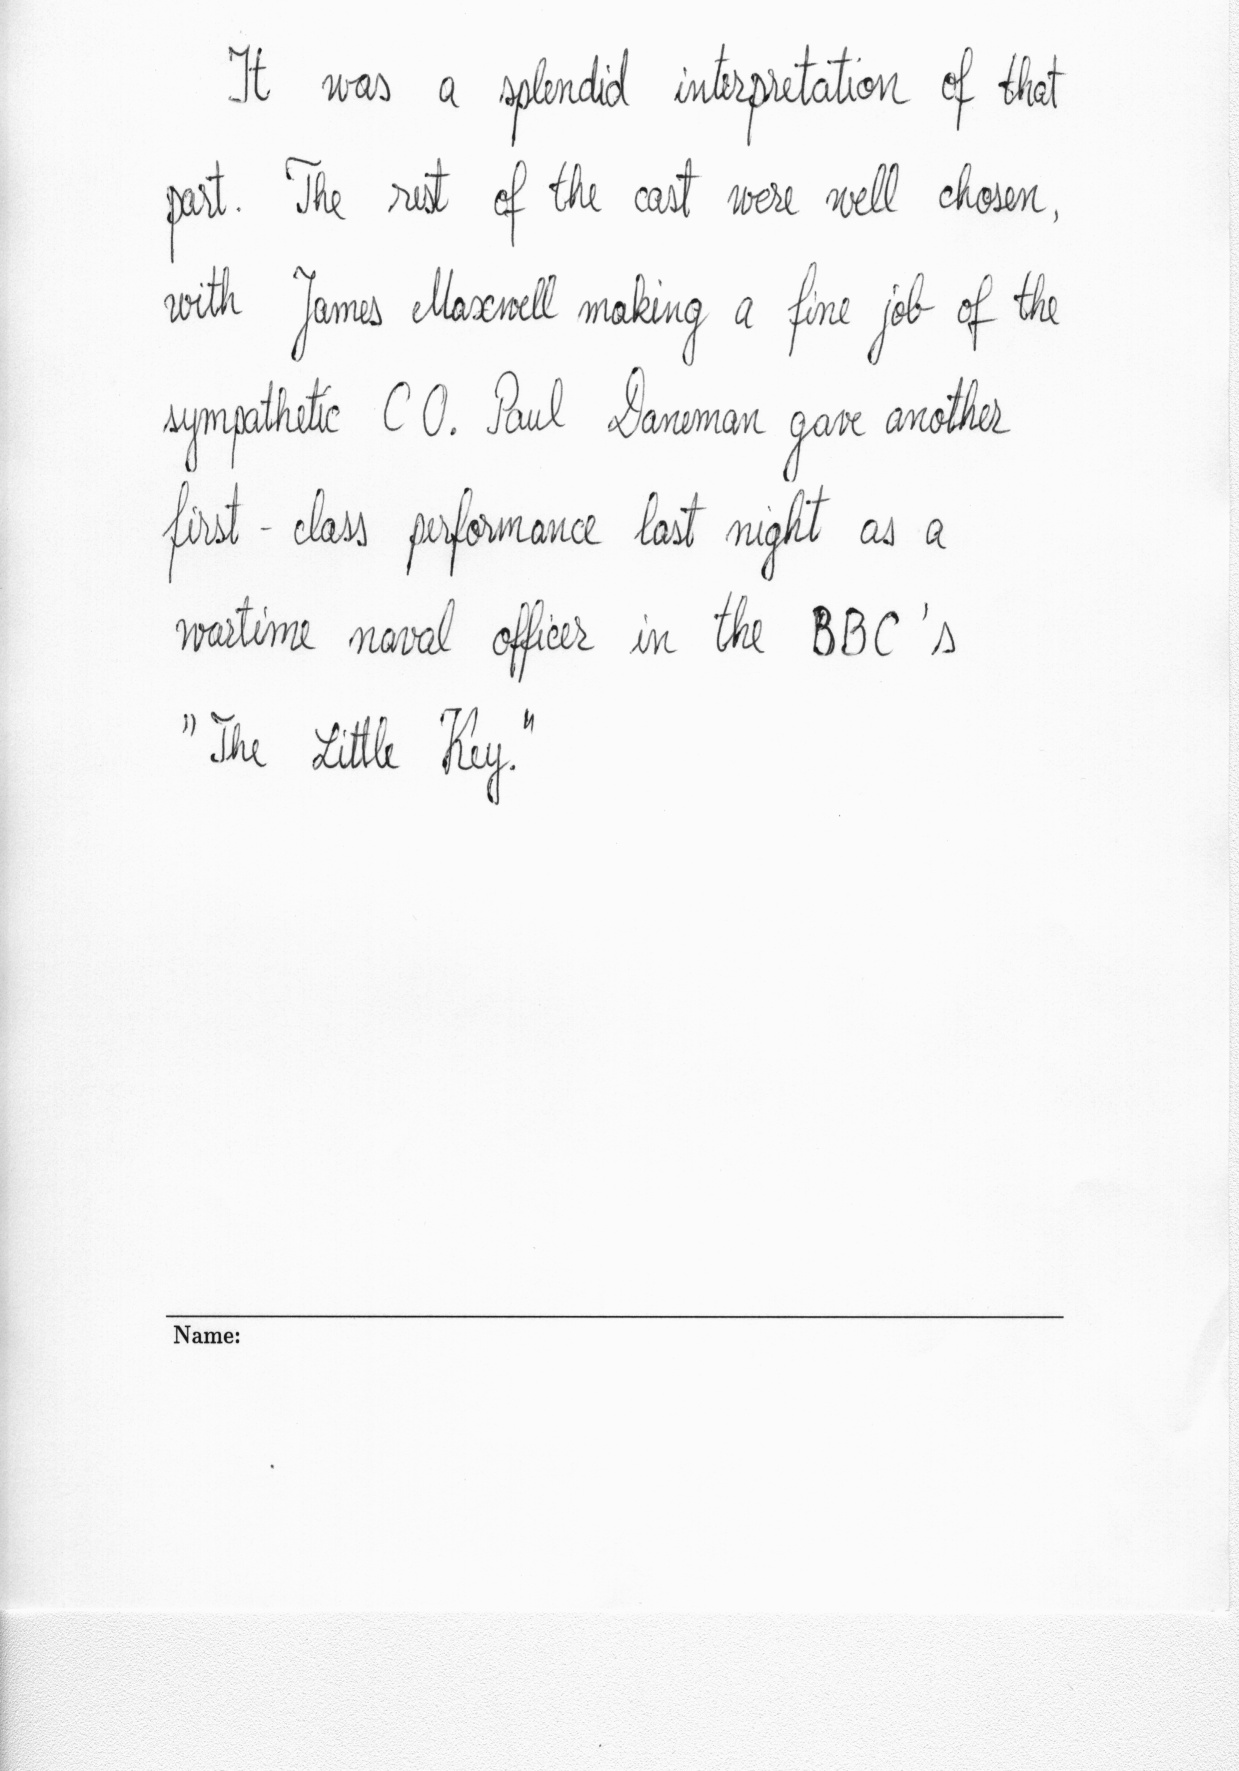 It was a splendid interpretation of that
part. The rest of the cast were well chosen,
with James Maxwell making a fine job of the
sympathetic CO. Paul Daneman gave another
first-class performance last night as a
wartime naval officer in the BBC's
"The Little Key."
Name: